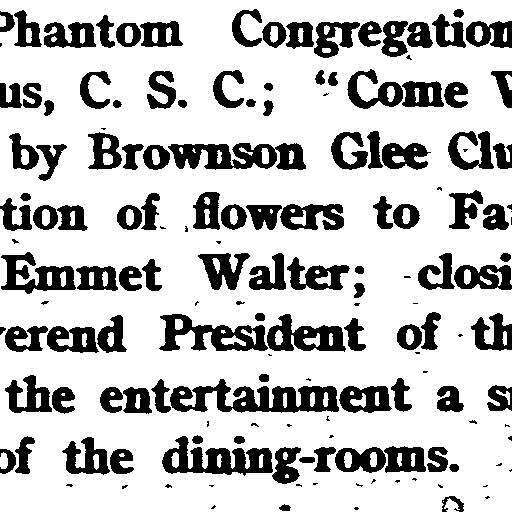 Phantom Congregation
us, C. S. C.; "Come
by Brownson Glee Clu
tion of flowers to Fat
Emmet Walter; closi
verend President of th
the entertainment a s
of the dining-rooms.